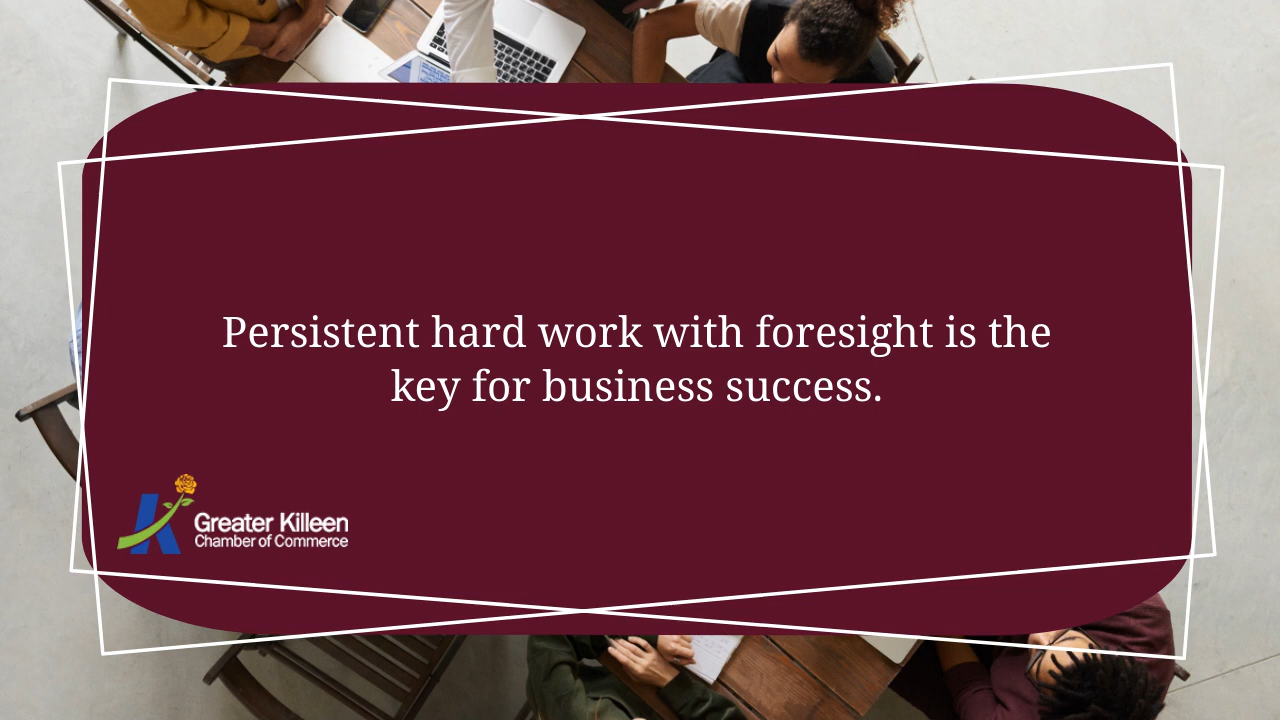 Persistent hard work with foresight is the
key for business success.
Greater Killeen
Chamber of Commerce